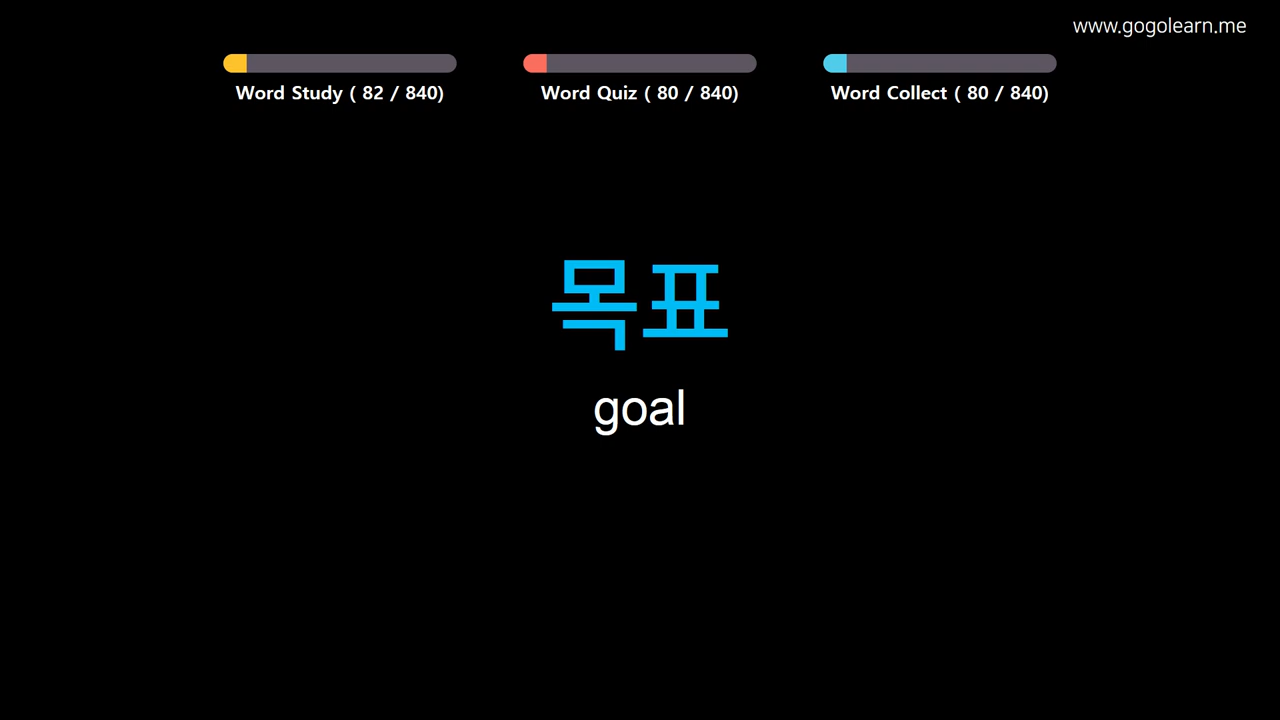 www.gogolearn.me
Word Study ( 82 / 840)
Word Quiz ( 80 / 840)
Word Collect ( 80 / 840)
목표
goal